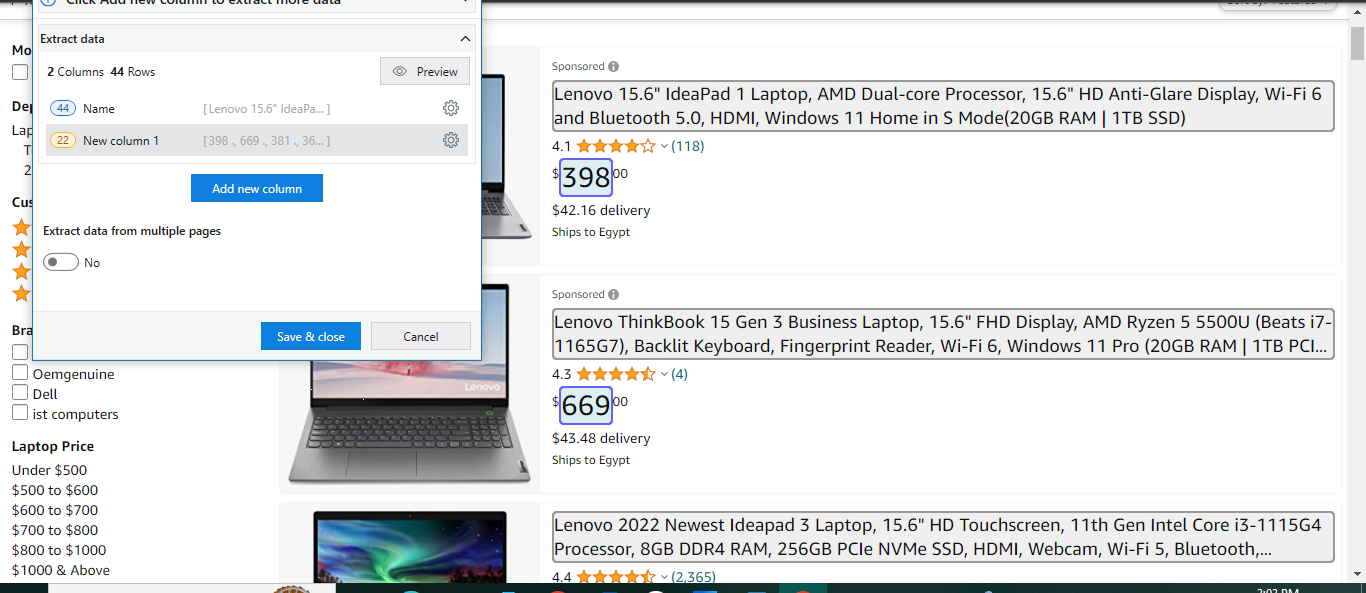 Click Add new column to extract more data
Extract data
2 Columns 44 Rows
Preview
44 Name [ Lenovo 15.6" IdeaPa... ]
22 New column 1 [ 398 ., 669 ., 381 ., 36... ]
Add new column
Extract data from multiple pages
No
Save & close
Cancel
Mo
Dep
Lap
T
2
Cus
Bra
Oemgenuine
Dell
ist computers
Laptop Price
Under $500
$500 to $600
$600 to $700
$700 to $800
$800 to $1000
$1000 & Above
Sponsored
Lenovo 15.6" IdeaPad 1 Laptop, AMD Dual-core Processor, 15.6" HD Anti-Glare Display, Wi-Fi 6
and Bluetooth 5.0, HDMI, Windows 11 Home in S Mode(20GB RAM | 1TB SSD)
4.1 (118)
$398 00
$42.16 delivery
Ships to Egypt
Sponsored
Lenovo ThinkBook 15 Gen 3 Business Laptop, 15.6" FHD Display, AMD Ryzen 5 5500U (Beats i7-
1165G7), Backlit Keyboard, Fingerprint Reader, Wi-Fi 6, Windows 11 Pro (20GB RAM | 1TB PCI...
4.3 (4)
$669 00
$43.48 delivery
Ships to Egypt
Lenovo
Lenovo 2022 Newest Ideapad 3 Laptop, 15.6" HD Touchscreen, 11th Gen Intel Core i3-1115G4
Processor, 8GB DDR4 RAM, 256GB PCIe NVMe SSD, HDMI, Webcam, Wi-Fi 5, Bluetooth,...
4.4 (2,365)
2:02 PM